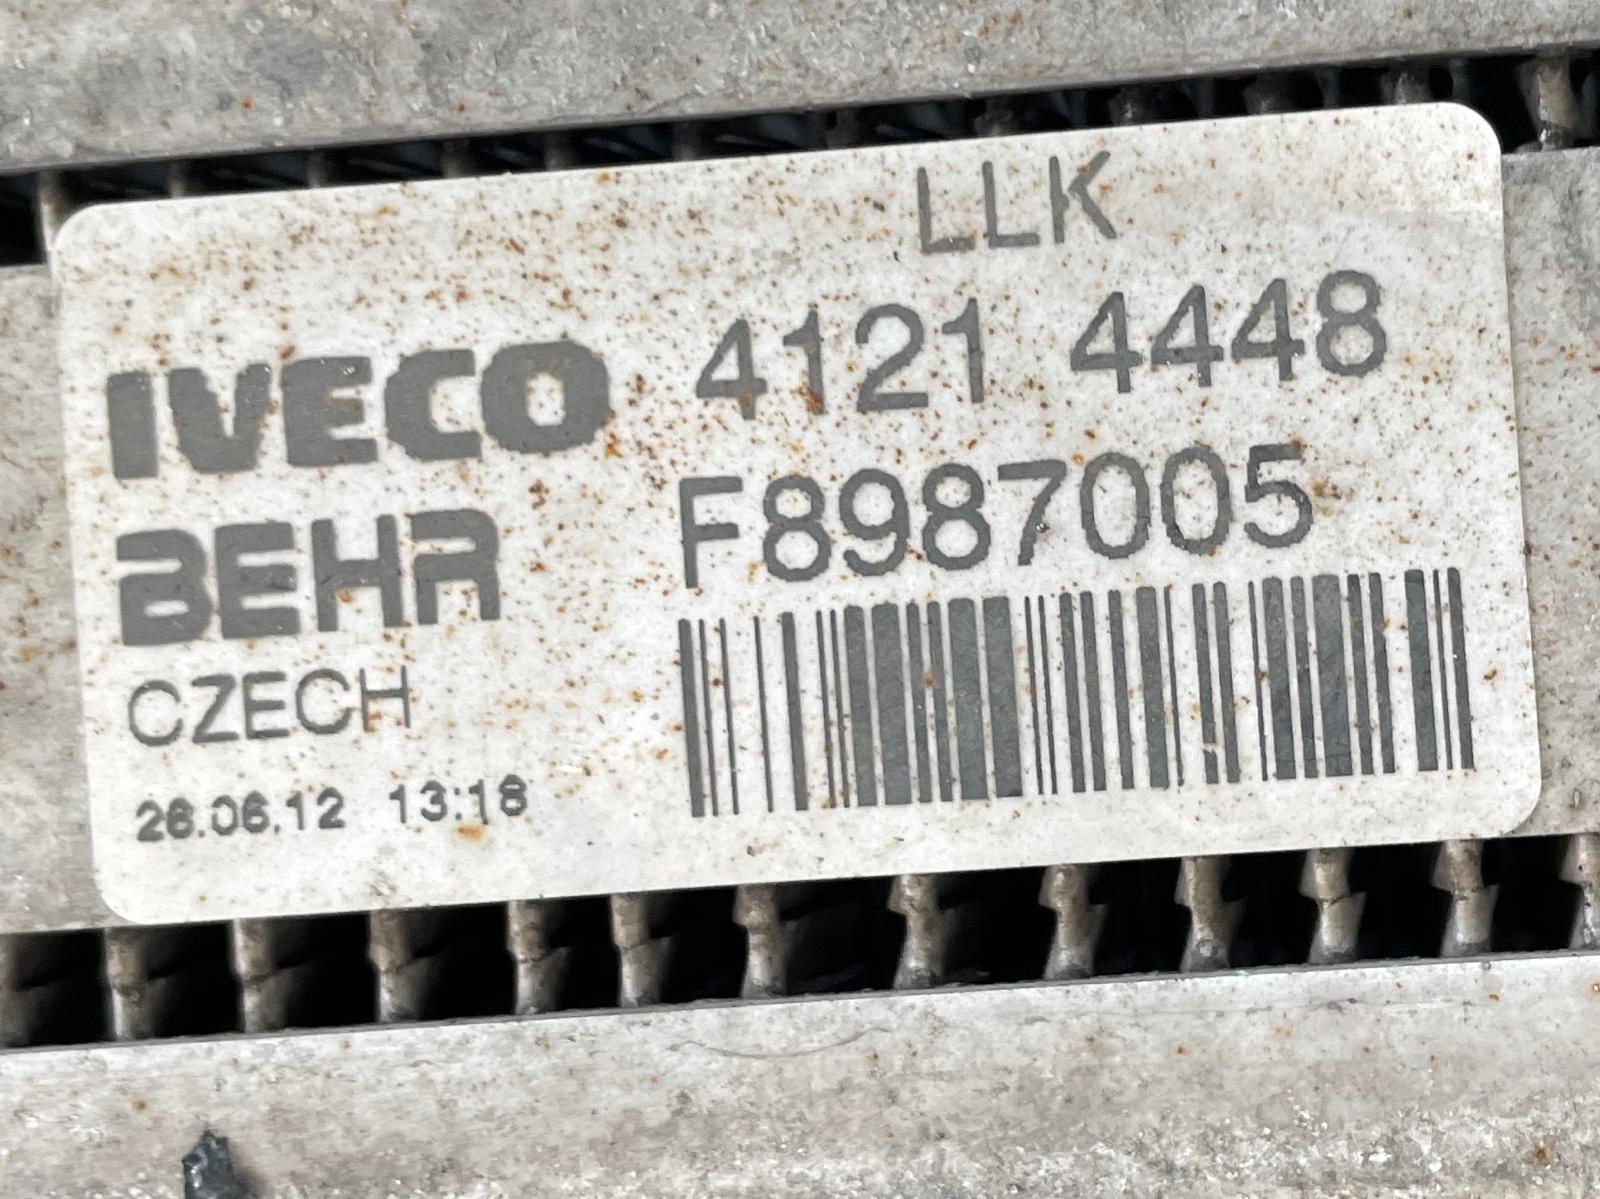 LLK
IVECO 4121 4448
BEHR F8987005
CZECH
26.06.12 13:18